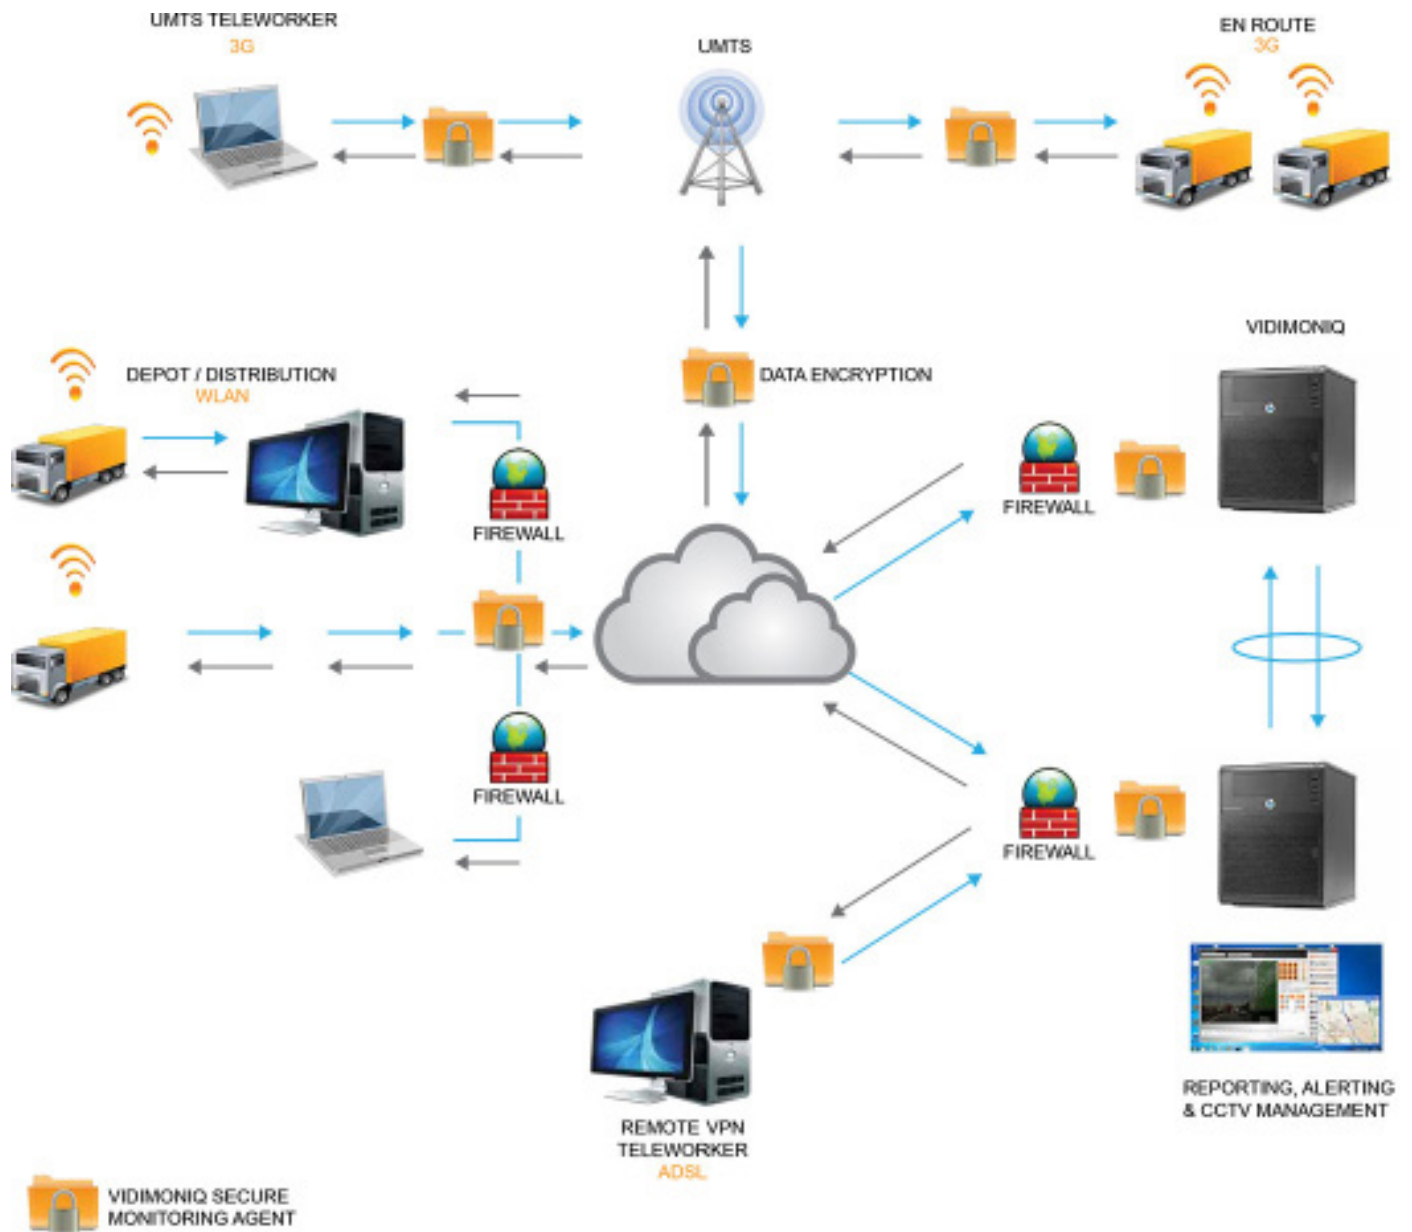 UMTS TELEWORKER
3G
UMTS
EN ROUTE
3G
VIDIMONIQ
DEPOT / DISTRIBUTION
WLAN
DATA ENCRYPTION
FIREWALL
FIREWALL
FIREWALL
FIREWALL
REPORTING, ALERTING
& CCTV MANAGEMENT
REMOTE VPN
TELEWORKER
ADSL
VIDIMONIQ SECURE
MONITORING AGENT